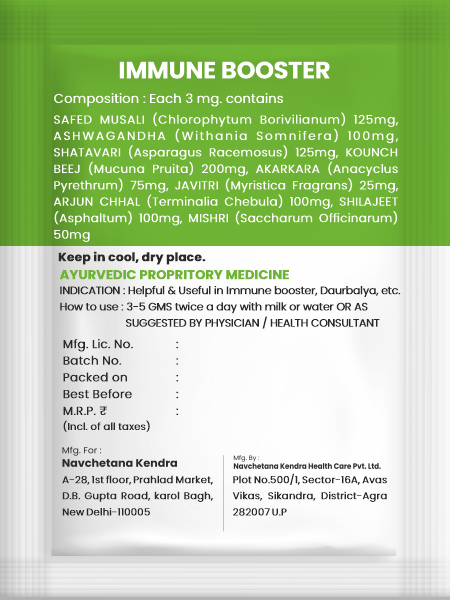 IMMUNE BOOSTER
Composition : Each 3 mg. contains
SAFED MUSALI (Chlorophytum Borivilianum) 125mg,
ASHWAGANDHA (Withania Somnifera) 100mg,
SHATAVARI (Asparagus Racemosus) 125mg, KOUNCH
BEEJ (Mucuna Pruita) 200mg, AKARKARA (Anacyclus
Pyrethrum) 75mg, JAVITRI (Myristica Fragrans) 25mg,
ARJUN CHHAL (Terminalia Chebula) 100mg, SHILAJEET
(Asphaltum) 100mg, MISHRI (Saccharum Officinarum)
50mg
Keep in cool, dry place.
AYURVEDIC PROPRITORY MEDICINE
INDICATION : Helpful & Useful in Immune booster, Daurbalya, etc.
How to use : 3-5 GMS twice a day with milk or water OR AS
SUGGESTED BY PHYSICIAN / HEALTH CONSULTANT
Mfg. Lic. No. :
Batch No. :
Packed on :
Best Before :
M.R.P. ₹ :
(Incl. of all taxes)
Mfg. For :
Navchetana Kendra
A-28, 1st floor, Prahlad Market,
D.B. Gupta Road, karol Bagh,
New Delhi-110005
Mfg. By :
Navchetana Kendra Health Care Pvt. Ltd.
Plot No.500/1, Sector-16A, Avas
Vikas, Sikandra, District-Agra
282007 U.P